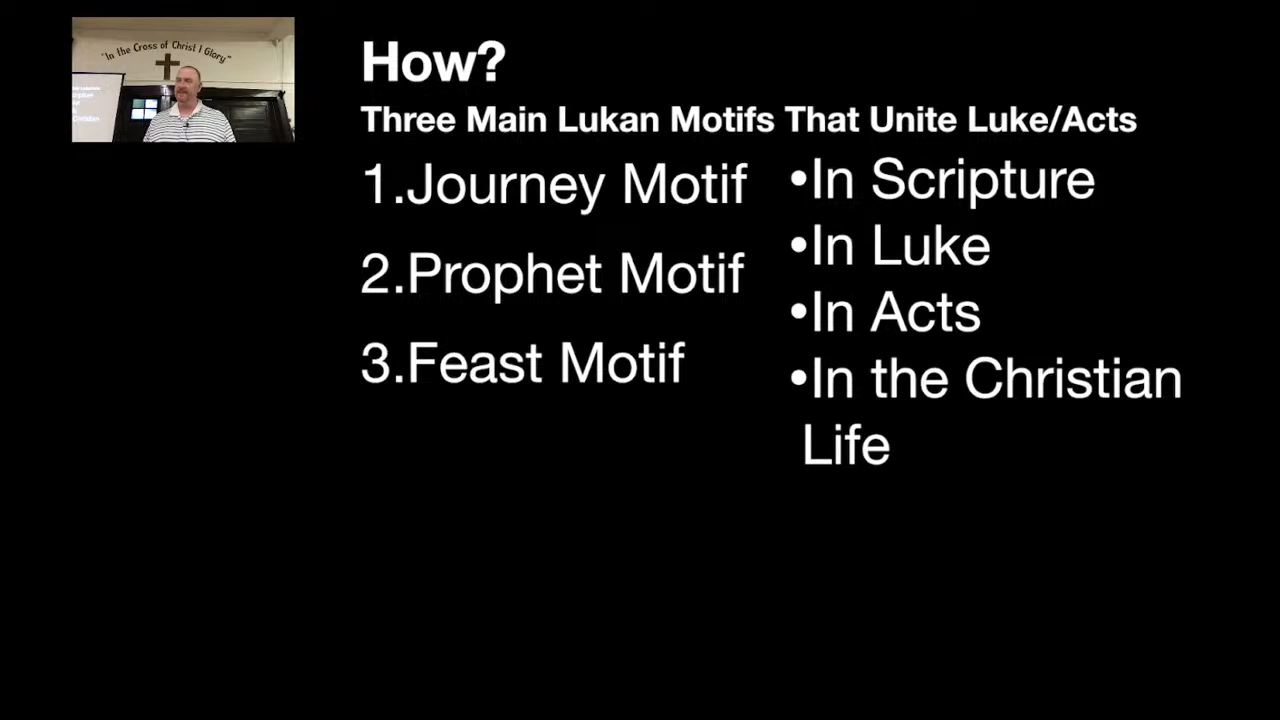 "In the Cross of Christ I Glory"
How?
Three Main Lukan Motifs That Unite Luke/Acts
1.Journey Motif
2.Prophet Motif
3.Feast Motif
•In Scripture
•In Luke
•In Acts
•In the Christian
Life